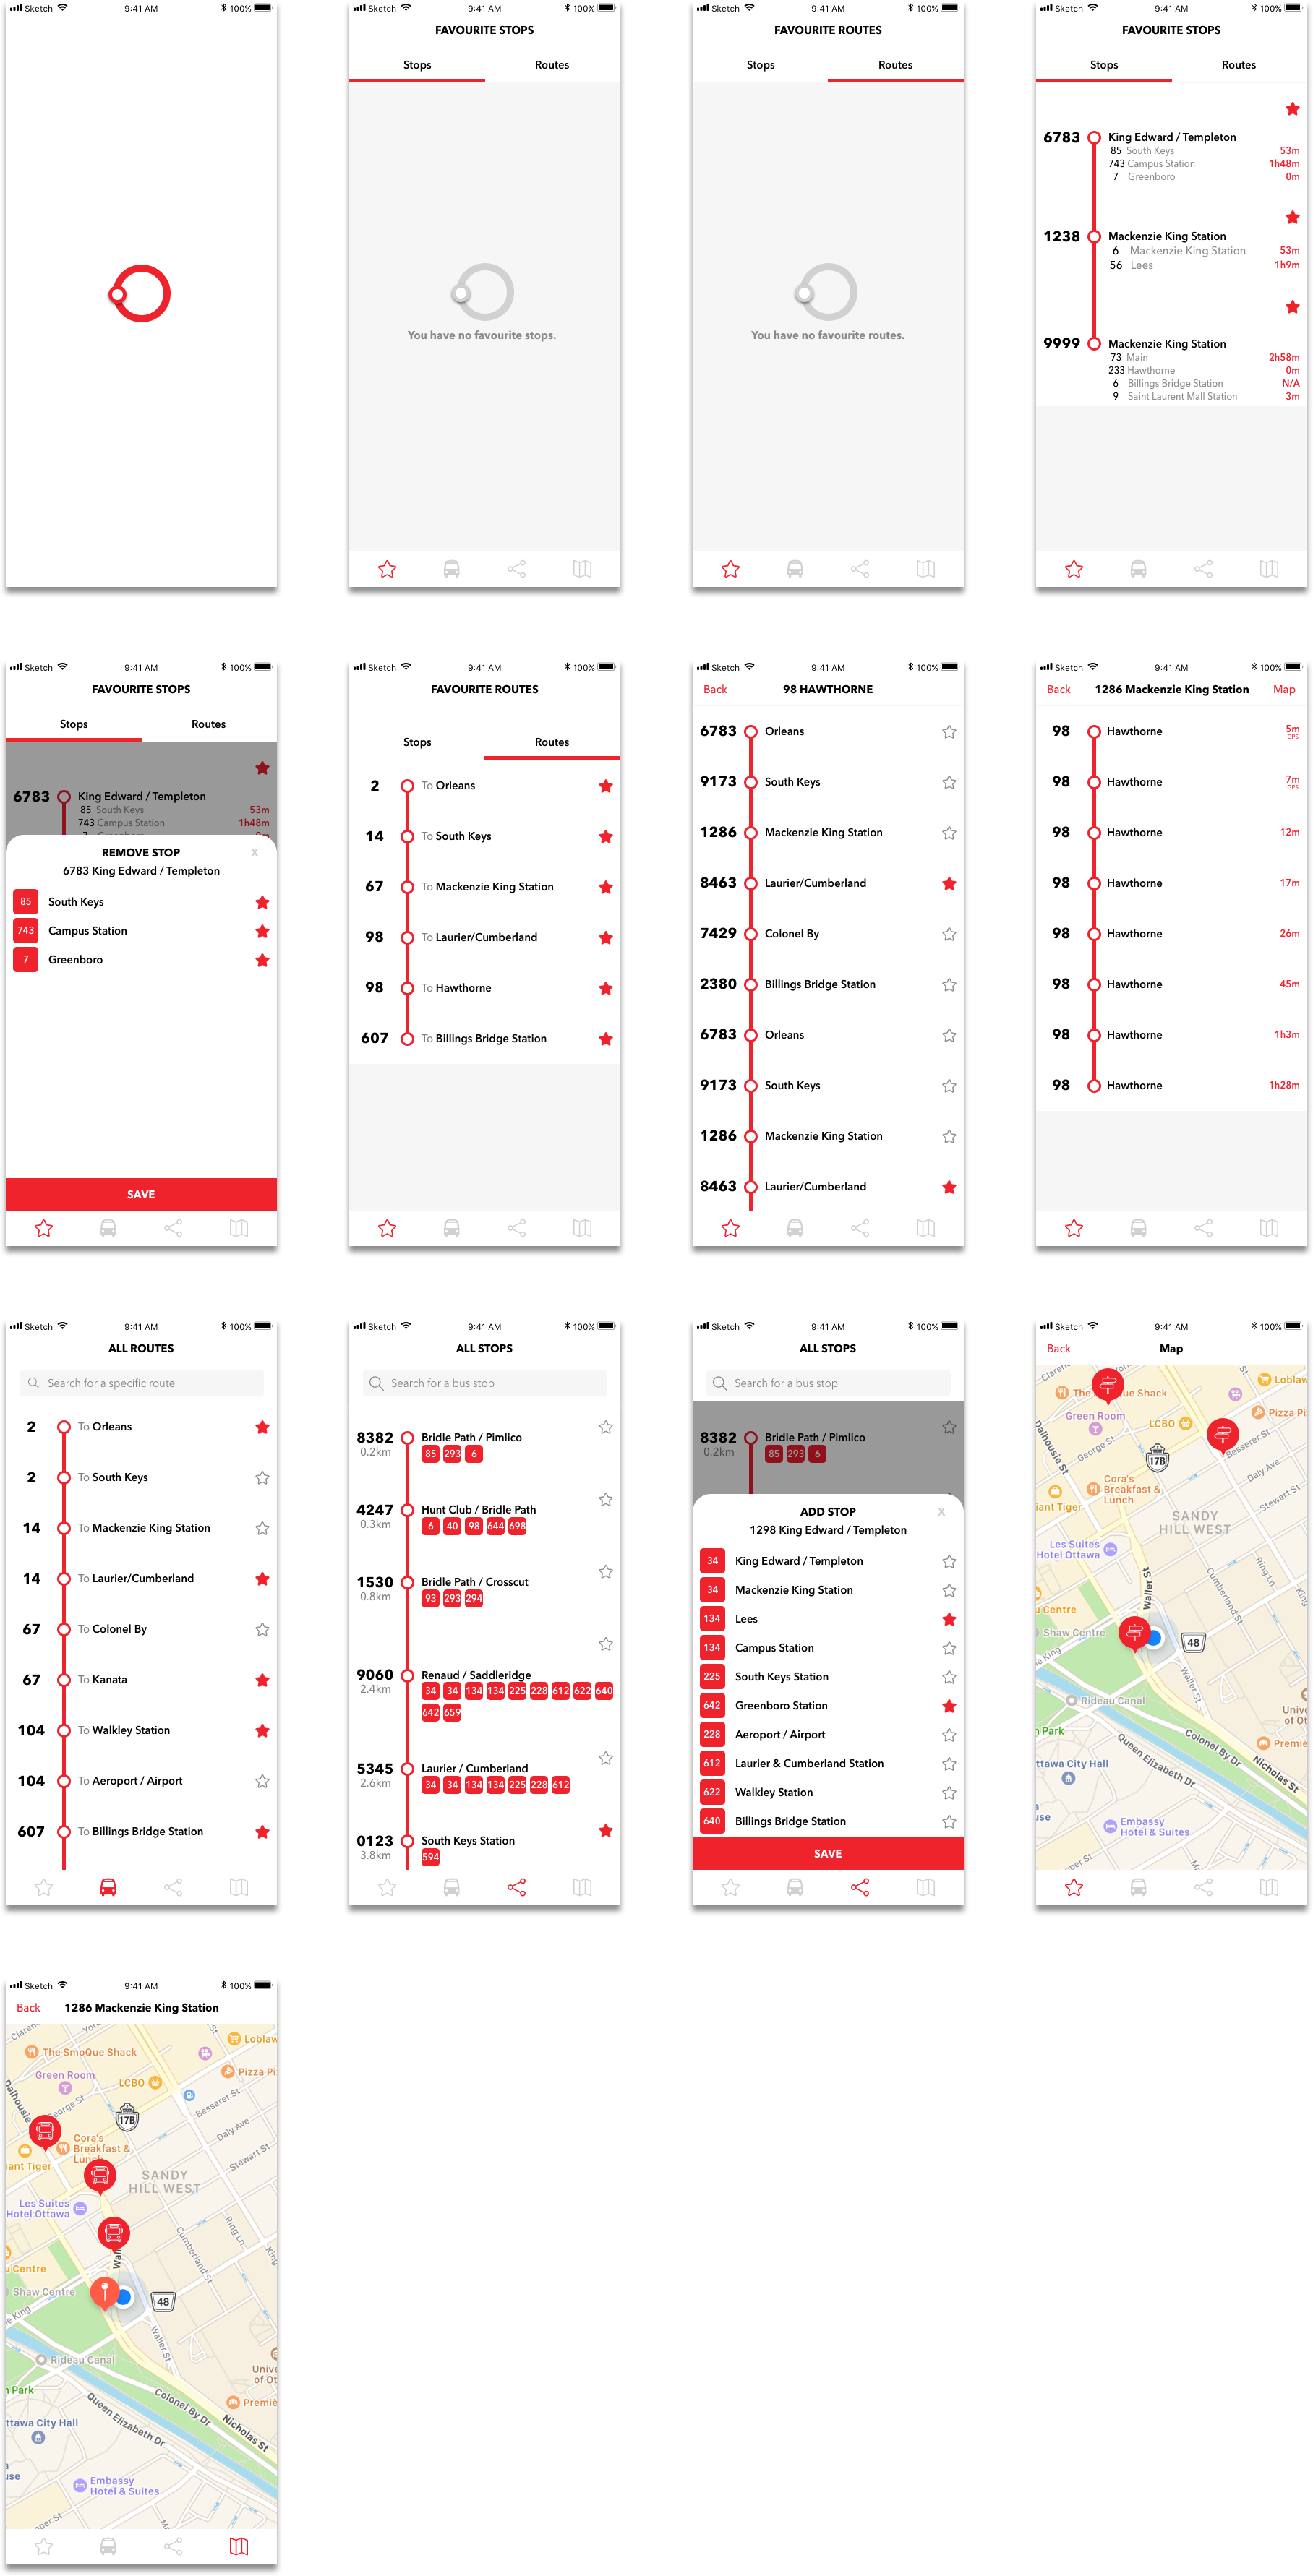 Sketch 9:41 AM 100%
Sketch 9:41 AM 100%
FAVOURITE STOPS
Stops Routes
You have no favourite stops.
Sketch 9:41 AM 100%
FAVOURITE ROUTES
Stops Routes
You have no favourite routes.
Sketch 9:41 AM 100%
FAVOURITE STOPS
Stops Routes
6783 King Edward / Templeton
85 South Keys 53m
743 Campus Station 1h48m
7 Greenboro 0m
1238 Mackenzie King Station
6 Mackenzie King Station 53m
56 Lees 1h9m
9999 Mackenzie King Station
73 Main 2h58m
233 Hawthorne 0m
6 Billings Bridge Station N/A
9 Saint Laurent Mall Station 3m
Sketch 9:41 AM 100%
FAVOURITE STOPS
Stops Routes
6783 King Edward / Templeton
85 South Keys 53m
743 Campus Station 1h48m
REMOVE STOP X
6783 King Edward / Templeton
85 South Keys
743 Campus Station
7 Greenboro
SAVE
Sketch 9:41 AM 100%
FAVOURITE ROUTES
Stops Routes
2 To Orleans
14 To South Keys
67 To Mackenzie King Station
98 To Laurier/Cumberland
98 To Hawthorne
607 To Billings Bridge Station
Sketch 9:41 AM 100%
Back 98 HAWTHORNE
6783 Orleans
9173 South Keys
1286 Mackenzie King Station
8463 Laurier/Cumberland
7429 Colonel By
2380 Billings Bridge Station
6783 Orleans
9173 South Keys
1286 Mackenzie King Station
8463 Laurier/Cumberland
Sketch 9:41 AM 100%
Back 1286 Mackenzie King Station Map
98 Hawthorne 5m
GPS
98 Hawthorne 7m
GPS
98 Hawthorne 12m
98 Hawthorne 17m
98 Hawthorne 26m
98 Hawthorne 45m
98 Hawthorne 1h3m
98 Hawthorne 1h28m
Sketch 9:41 AM 100%
ALL ROUTES
Search for a specific route
2 To Orleans
2 To South Keys
14 To Mackenzie King Station
14 To Laurier/Cumberland
67 To Colonel By
67 To Kanata
104 To Walkley Station
104 To Aeroport / Airport
607 To Billings Bridge Station
Sketch 9:41 AM 100%
ALL STOPS
Search for a bus stop
8382 Bridle Path / Pimlico
0.2km 85 293 6
4247 Hunt Club / Bridle Path
0.3km 6 40 98 644 698
1530 Bridle Path / Crosscut
0.8km 93 293 294
9060 Renaud / Saddleridge
2.4km 34 34 134 134 225 228 612 622 640
642 659
5345 Laurier / Cumberland
2.6km 34 34 134 134 225 228 612
0123 South Keys Station
3.8km 594
Sketch 9:41 AM 100%
ALL STOPS
Search for a bus stop
8382 Bridle Path / Pimlico
0.2km 85 293 6
ADD STOP X
1298 King Edward / Templeton
34 King Edward / Templeton
34 Mackenzie King Station
134 Lees
134 Campus Station
225 South Keys Station
642 Greenboro Station
228 Aeroport / Airport
612 Laurier & Cumberland Station
622 Walkley Station
640 Billings Bridge Station
SAVE
Sketch 9:41 AM 100%
Back Map
Loblaw
Shack
Green Room
LCBO
Pizza Pi
George St
Besserer St
Dalhousie St
17B
Daly Ave
Cora's
Breakfast &
Lunch
Stewart St
iant Tiger
SANDY
HILL WEST
Les Suites
Hotel Ottawa
Waller St
Cumberland St
Ring Ln
u Centre
Shaw Centre
48
Rideau Canal
n Park
Colonel By Dr
Queen Elizabeth Dr
Nicholas St
Unive
of Ot
Premie
ttawa City Hall
Embassy
Hotel & Suites
ooper St
Sketch 9:41 AM 100%
Back 1286 Mackenzie King Station
Loblaw
The SmoQue Shack
Green Room
Pizza Pi
LCBO
Dalhousie
eorge St
Besserer St
17B
Daly Ave
Cora's
Breakfast &
Stewart St
iant Tiger
SANDY
HILL WEST
Les Suites
Hotel Ottawa
Cumberland St
Ring Ln
Wall
u Centre
Shaw Centre
48
Waller St
Rideau Canal
n Park
Unive
of Ot
Colonel By Dr
Premie
Queen Elizabeth Dr
Nicholas St
ttawa City Hall
use
Embassy
Hotel & Suites
ooper St